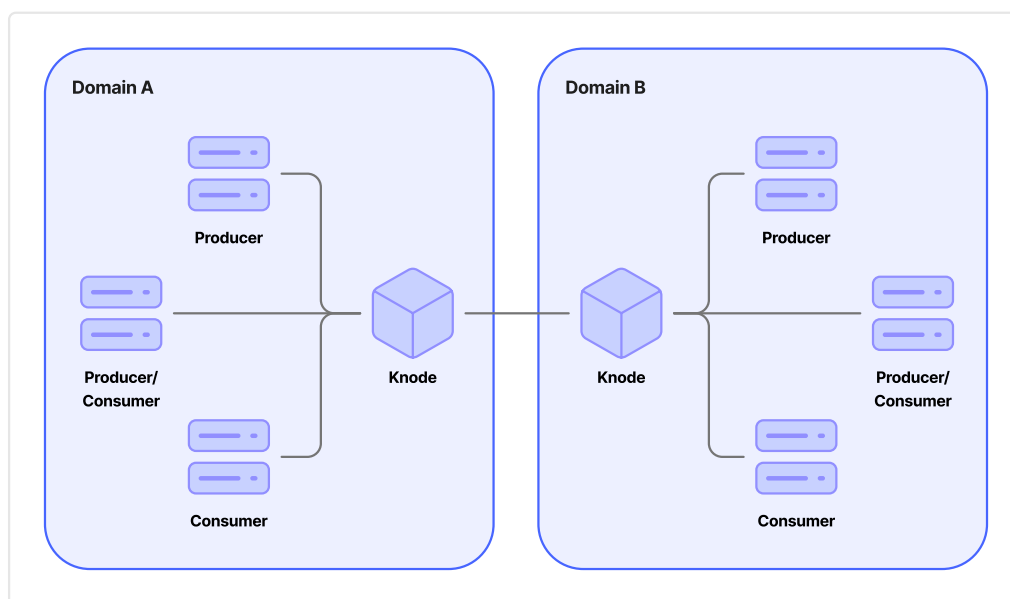 Domain A
Producer
Producer/
Consumer
Consumer
Knode
Domain B
Knode
Producer
Producer/
Consumer
Consumer